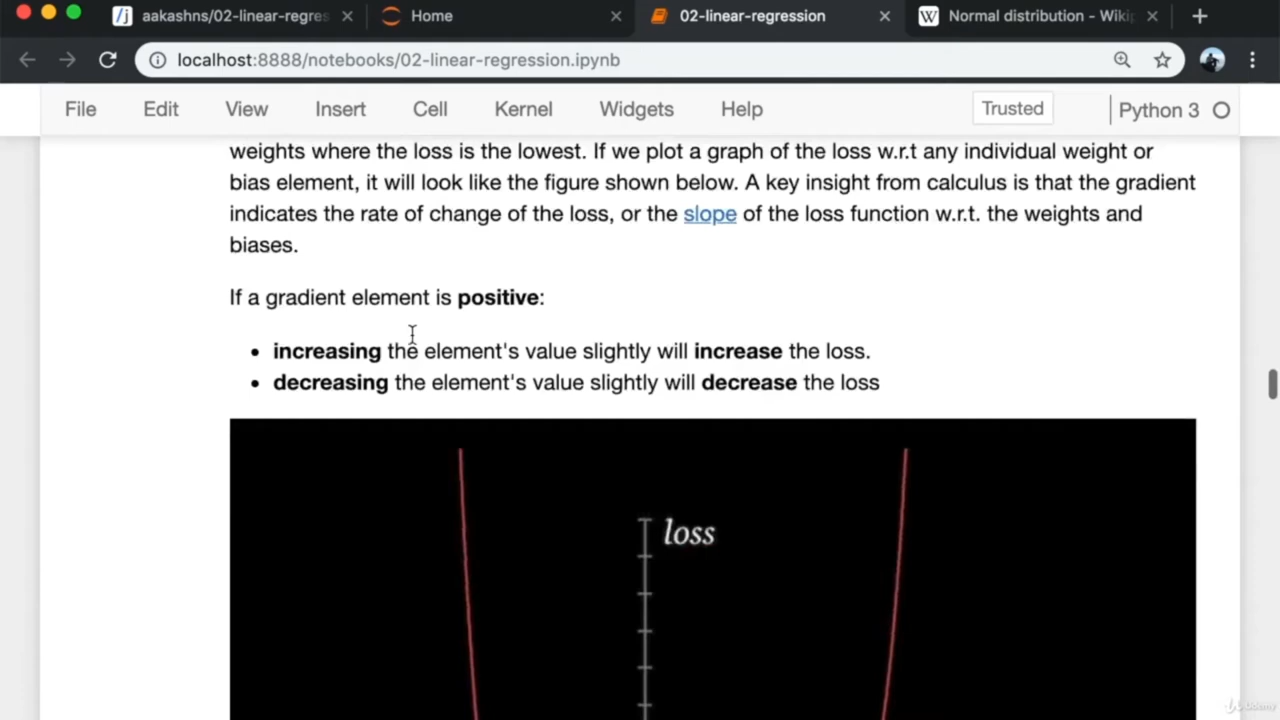 aakashns/02-linear-regres
Home
02-linear-regression
Normal distribution - Wiki
localhost:8888/notebooks/02-linear-regression.ipynb
File Edit View Insert Cell Kernel Widgets Help Trusted Python 3
weights where the loss is the lowest. If we plot a graph of the loss w.r.t any individual weight or
bias element, it will look like the figure shown below. A key insight from calculus is that the gradient
indicates the rate of change of the loss, or the slope of the loss function w.r.t. the weights and
biases.
If a gradient element is positive:
• increasing the element's value slightly will increase the loss.
• decreasing the element's value slightly will decrease the loss
loss
Udemy